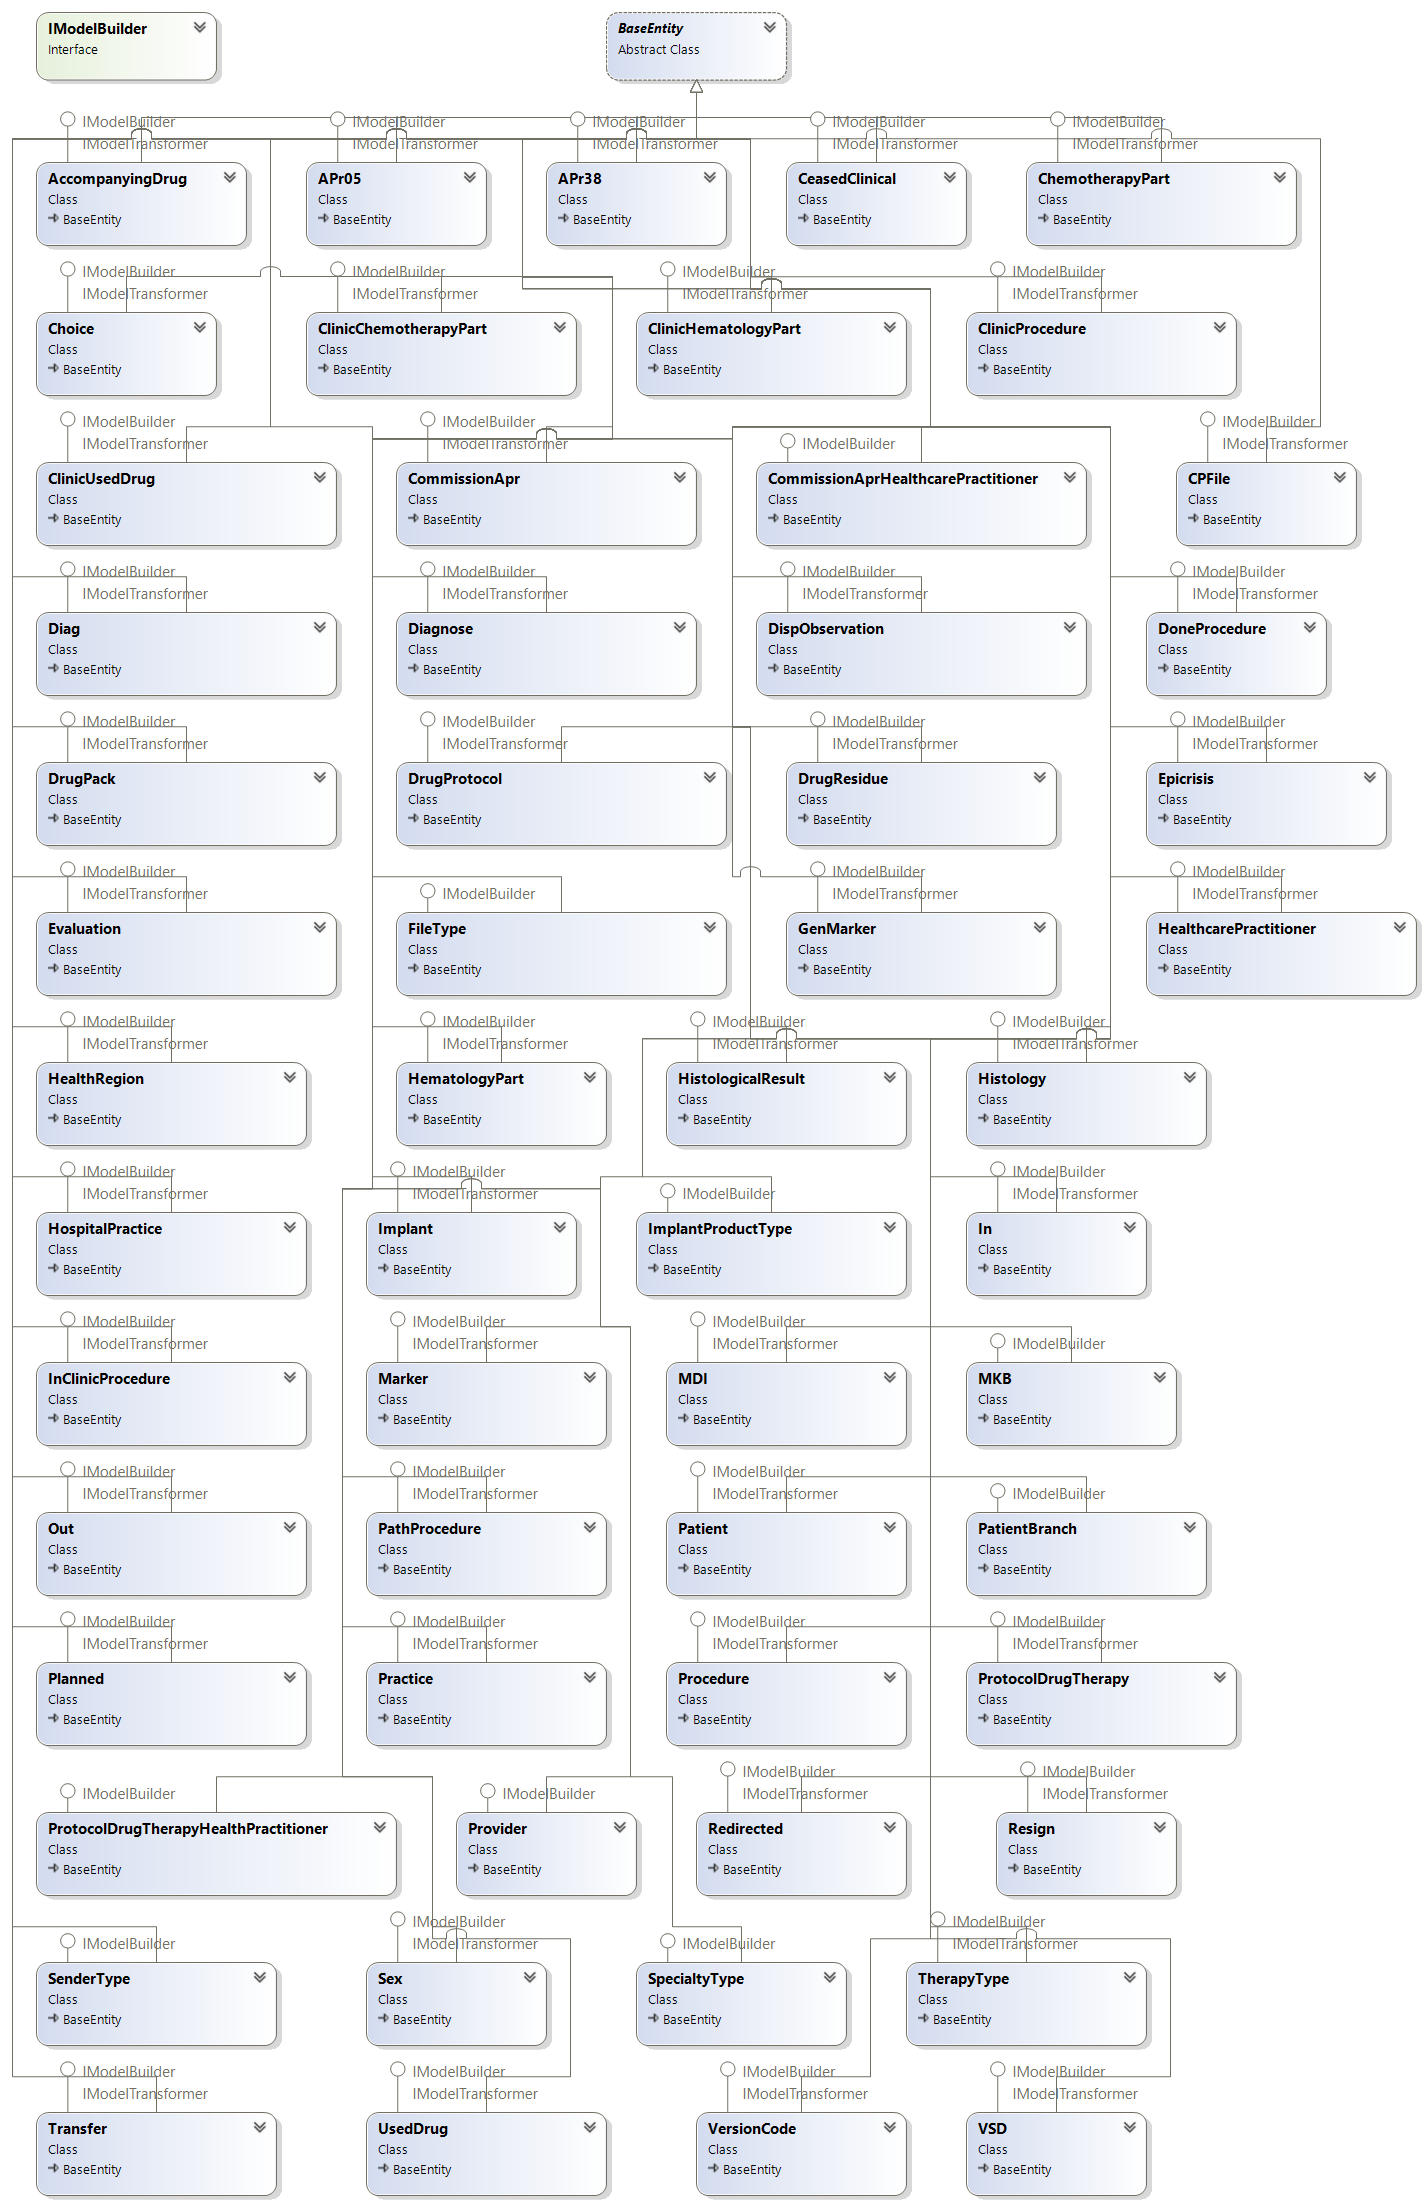 IModelBuilder
Interface
BaseEntity
Abstract Class
IModelBuilder
IModelTransformer
AccompanyingDrug
Class
BaseEntity
IModelBuilder
IModelTransformer
APr05
Class
BaseEntity
IModelBuilder
IModelTransformer
APr38
Class
BaseEntity
IModelBuilder
IModelTransformer
CeasedClinical
Class
BaseEntity
IModelBuilder
IModelTransformer
ChemotherapyPart
Class
BaseEntity
IModelBuilder
IModelTransformer
Choice
Class
BaseEntity
IModelBuilder
IModelTransformer
ClinicChemotherapyPart
Class
BaseEntity
IModelBuilder
IModelTransformer
ClinicHematologyPart
Class
BaseEntity
IModelBuilder
IModelTransformer
ClinicProcedure
Class
BaseEntity
IModelBuilder
IModelTransformer
ClinicUsedDrug
Class
BaseEntity
IModelBuilder
IModelTransformer
CommissionApr
Class
BaseEntity
IModelBuilder
CommissionAprHealthcarePractitioner
Class
BaseEntity
IModelBuilder
IModelTransformer
CPFile
Class
BaseEntity
IModelBuilder
IModelTransformer
Diag
Class
BaseEntity
IModelBuilder
IModelTransformer
Diagnose
Class
BaseEntity
IModelBuilder
IModelTransformer
DispObservation
Class
BaseEntity
IModelBuilder
IModelTransformer
DoneProcedure
Class
BaseEntity
IModelBuilder
IModelTransformer
DrugPack
Class
BaseEntity
IModelBuilder
IModelTransformer
DrugProtocol
Class
BaseEntity
IModelBuilder
IModelTransformer
DrugResidue
Class
BaseEntity
IModelBuilder
IModelTransformer
Epicrisis
Class
BaseEntity
IModelBuilder
IModelTransformer
Evaluation
Class
BaseEntity
IModelBuilder
FileType
Class
BaseEntity
IModelBuilder
IModelTransformer
GenMarker
Class
BaseEntity
IModelBuilder
IModelTransformer
HealthcarePractitioner
Class
BaseEntity
IModelBuilder
IModelTransformer
HealthRegion
Class
BaseEntity
IModelBuilder
IModelTransformer
HematologyPart
Class
BaseEntity
IModelBuilder
IModelTransformer
HistologicalResult
Class
BaseEntity
IModelBuilder
IModelTransformer
Histology
Class
BaseEntity
IModelBuilder
IModelTransformer
HospitalPractice
Class
BaseEntity
IModelBuilder
IModelTransformer
Implant
Class
BaseEntity
IModelBuilder
ImplantProductType
Class
BaseEntity
IModelBuilder
IModelTransformer
In
Class
BaseEntity
IModelBuilder
IModelTransformer
InClinicProcedure
Class
BaseEntity
IModelBuilder
IModelTransformer
Marker
Class
BaseEntity
IModelBuilder
IModelTransformer
MDI
Class
BaseEntity
IModelBuilder
MKB
Class
BaseEntity
IModelBuilder
IModelTransformer
Out
Class
BaseEntity
IModelBuilder
IModelTransformer
PathProcedure
Class
BaseEntity
IModelBuilder
IModelTransformer
Patient
Class
BaseEntity
IModelBuilder
PatientBranch
Class
BaseEntity
IModelBuilder
IModelTransformer
Planned
Class
BaseEntity
IModelBuilder
IModelTransformer
Practice
Class
BaseEntity
IModelBuilder
IModelTransformer
Procedure
Class
BaseEntity
IModelBuilder
IModelTransformer
ProtocolDrugTherapy
Class
BaseEntity
IModelBuilder
ProtocolDrugTherapyHealthPractitioner
Class
BaseEntity
IModelBuilder
Provider
Class
BaseEntity
IModelBuilder
IModelTransformer
Redirected
Class
BaseEntity
IModelBuilder
IModelTransformer
Resign
Class
BaseEntity
IModelBuilder
SenderType
Class
BaseEntity
IModelBuilder
IModelTransformer
Sex
Class
BaseEntity
IModelBuilder
SpecialtyType
Class
BaseEntity
IModelBuilder
IModelTransformer
TherapyType
Class
BaseEntity
IModelBuilder
IModelTransformer
Transfer
Class
BaseEntity
IModelBuilder
IModelTransformer
UsedDrug
Class
BaseEntity
IModelBuilder
IModelTransformer
VersionCode
Class
BaseEntity
IModelBuilder
IModelTransformer
VSD
Class
BaseEntity